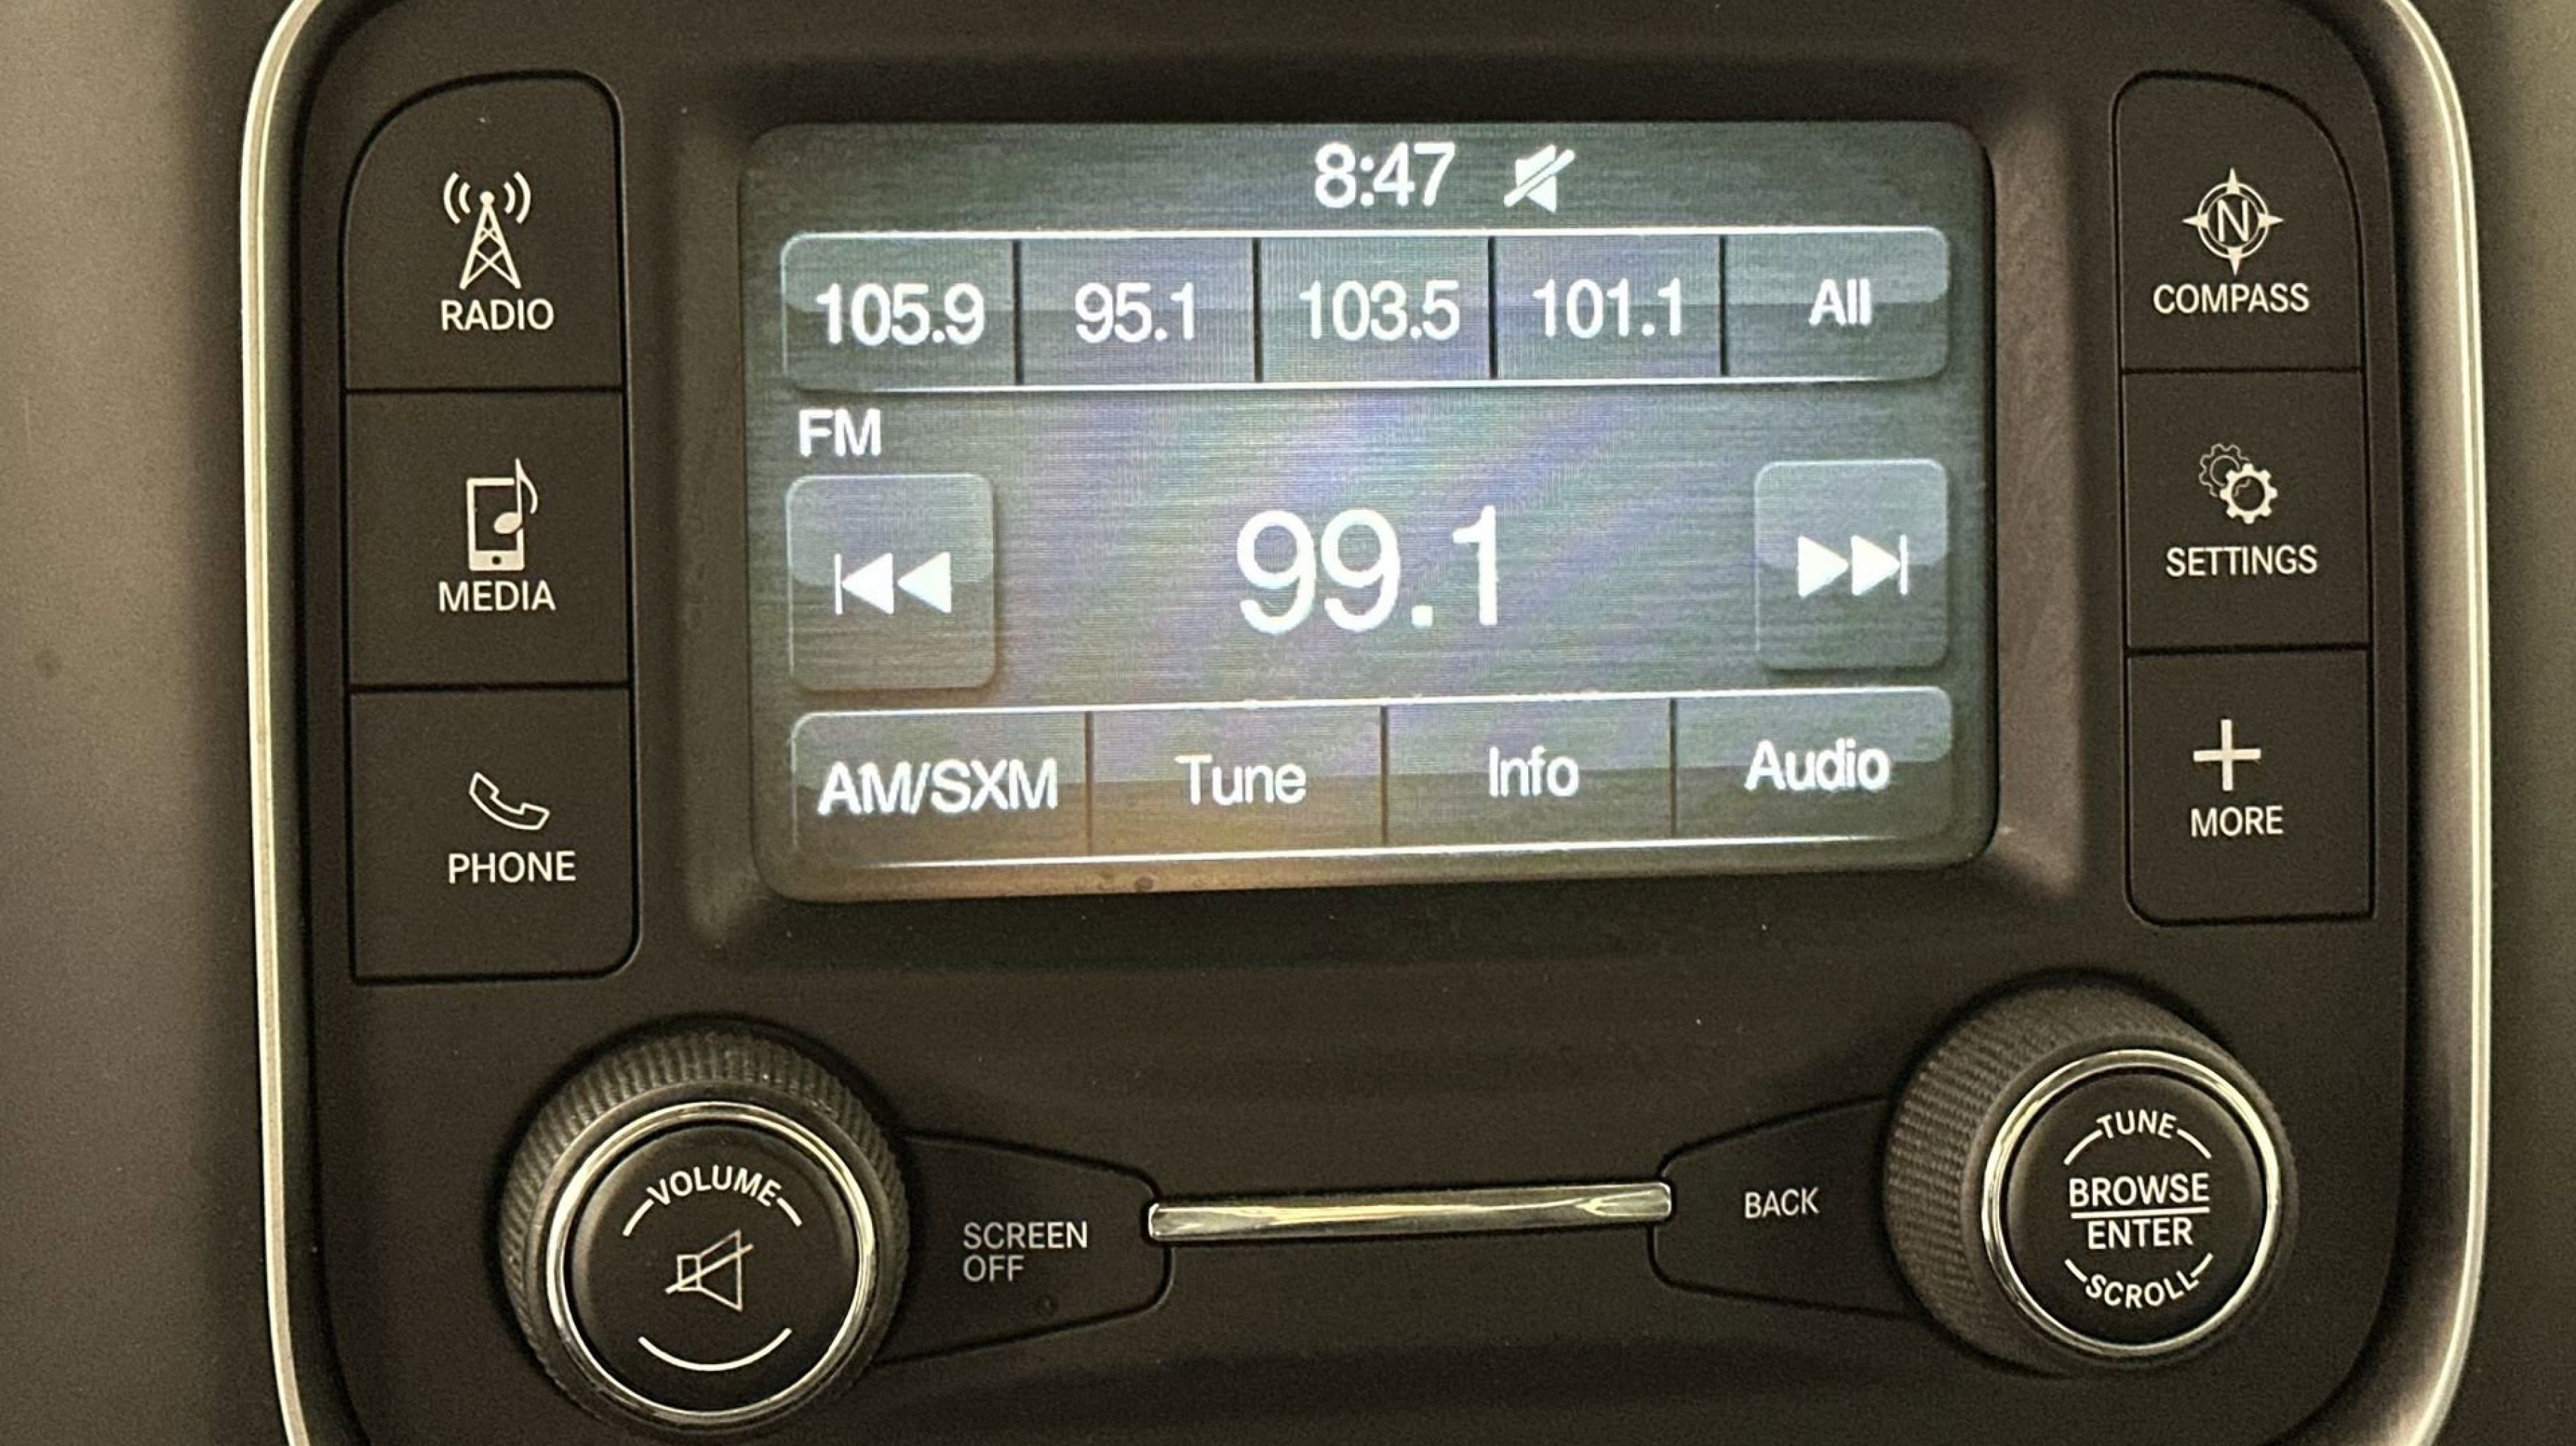 8:47
105.9 95.1 103.5 101.1 All
FM
99.1
AM/SXM Tune Info Audio
RADIO
MEDIA
PHONE
N
COMPASS
SETTINGS
MORE
VOLUME
SCREEN
OFF
BACK
TUNE
BROWSE
ENTER
SCROLL